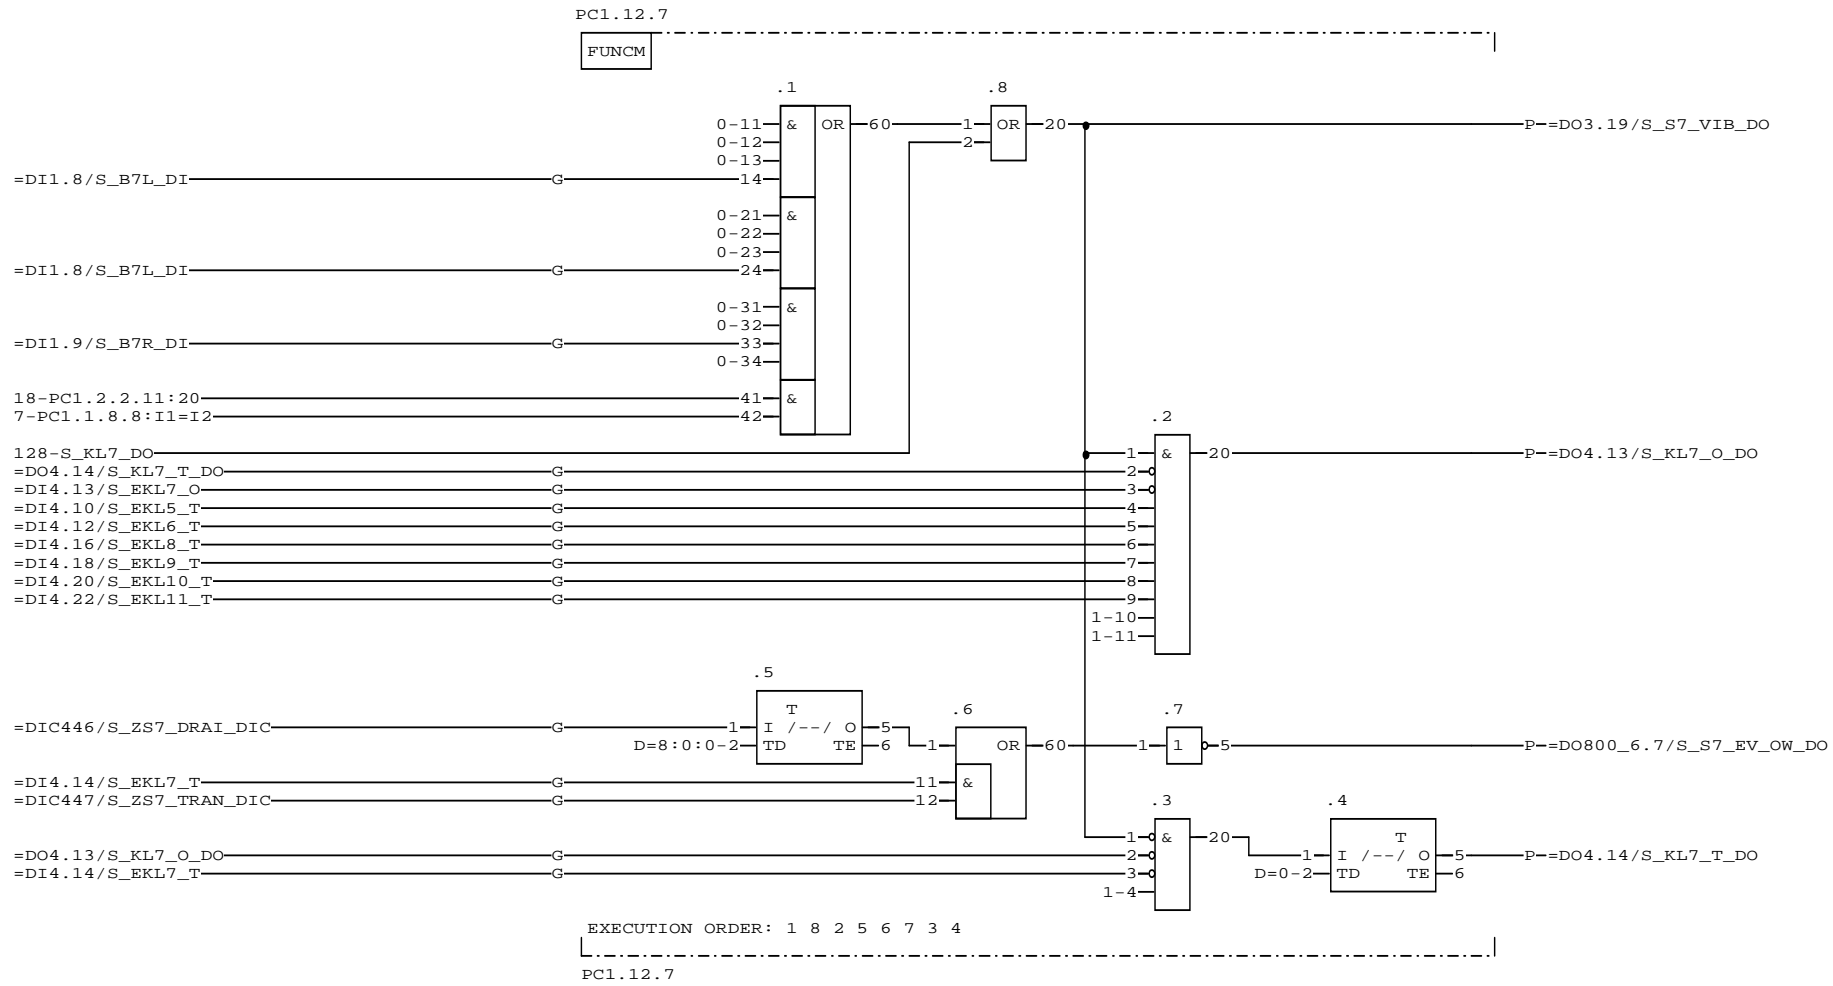 PC1.12.7
FUNCM
.1 .8
0-11 & OR 60 1 OR 20 P-=DO3.19/S_S7_VIB_DO
0-12 2
0-13
=DI1.8/S_B7L_DI G 14
0-21 &
0-22
0-23
=DI1.8/S_B7L_DI G 24
0-31 &
0-32
=DI1.9/S_B7R_DI G 33
0-34
18-PC1.2.2.11:20 41 &
7-PC1.1.8.8:I1=I2 42 .2
128-S_KL7_DO 1 & 20 P-=DO4.13/S_KL7_O_DO
=DO4.14/S_KL7_T_DO G 2
=DI4.13/S_EKL7_O G 3
=DI4.10/S_EKL5_T G 4
=DI4.12/S_EKL6_T G 5
=DI4.16/S_EKL8_T G 6
=DI4.18/S_EKL9_T G 7
=DI4.20/S_EKL10_T G 8
=DI4.22/S_EKL11_T G 9
1-10
1-11
.5
T .6 .7
=DIC446/S_ZS7_DRAI_DIC G 1 I /--/ O 5
D=8:0:0-2 TD TE 6 1 OR 60 1 1 5 P-=DO800_6.7/S_S7_EV_OW_DO
=DI4.14/S_EKL7_T G 11 &
=DIC447/S_ZS7_TRAN_DIC G 12 .3 .4
1 & 20 T
=DO4.13/S_KL7_O_DO G 2 1 I /--/ O 5 P-=DO4.14/S_KL7_T_DO
=DI4.14/S_EKL7_T G 3 D=0-2 TD TE 6
1-4
EXECUTION ORDER: 1 8 2 5 6 7 3 4
PC1.12.7